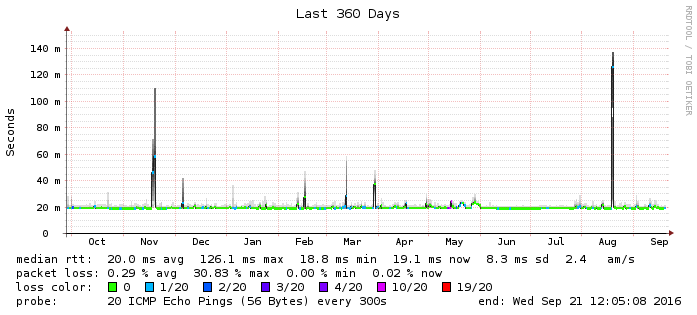 Last 360 Days
RRDTOOL / TOBI OETIKER
Seconds
140 m
120 m
100 m
80 m
60 m
40 m
20 m
0
Oct Nov Dec Jan Feb Mar Apr May Jun Jul Aug Sep
median rtt: 20.0 ms avg 126.1 ms max 18.8 ms min 19.1 ms now 8.3 ms sd 2.4 am/s
packet loss: 0.29 % avg 30.83 % max 0.00 % min 0.02 % now
loss color: 0 1/20 2/20 3/20 4/20 10/20 19/20
probe: 20 ICMP Echo Pings (56 Bytes) every 300s end: Wed Sep 21 12:05:08 2016